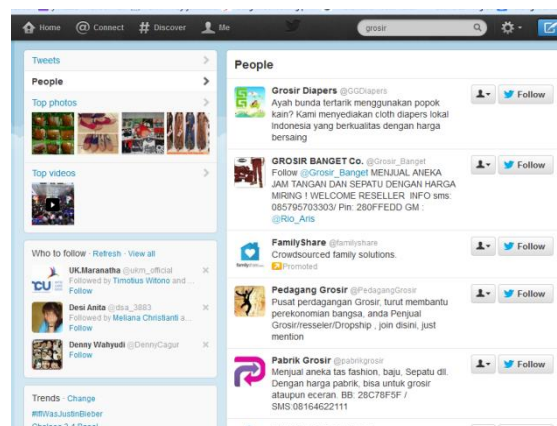 Home @ Connect # Discover Me
grosir
Tweets
People
Top photos
Top videos
Who to follow · Refresh · View all
UK.Maranatha @ukm_official
Followed by Timotius Witono and ...
Follow
Desi Anita @dsa_3883
Followed by Meliana Christianti a...
Follow
Denny Wahyudi @DennyCagur
Follow
Trends · Change
#IfIWasJustinBieber
People
Grosir Diapers @GGDiapers
Ayah bunda tertarik menggunakan popok
kain? Kami menyediakan cloth diapers lokal
Indonesia yang berkualitas dengan harga
bersaing
Follow
GROSIR BANGET Co. @Grosir_Banget
Follow @Grosir_Banget MENJUAL ANEKA
JAM TANGAN DAN SEPATU DENGAN HARGA
MIRING ! WELCOME RESELLER INFO sms:
085795703303/ Pin: 280FFEDD GM :
@Rio_Aris
Follow
FamilyShare @familyshare
Crowdsourced family solutions.
Promoted
Follow
Pedagang Grosir @PedagangGrosir
Pusat perdagangan Grosir, turut membantu
perekonomian bangsa, anda Penjual
Grosir/resseler/Dropship , join disini, just
mention
Follow
Pabrik Grosir @pabrikgrosir
Menjual aneka tas fashion, baju, Sepatu dll.
Dengan harga pabrik, bisa untuk grosir
ataupun eceran. BB: 28C78F5F /
SMS:08164622111
Follow